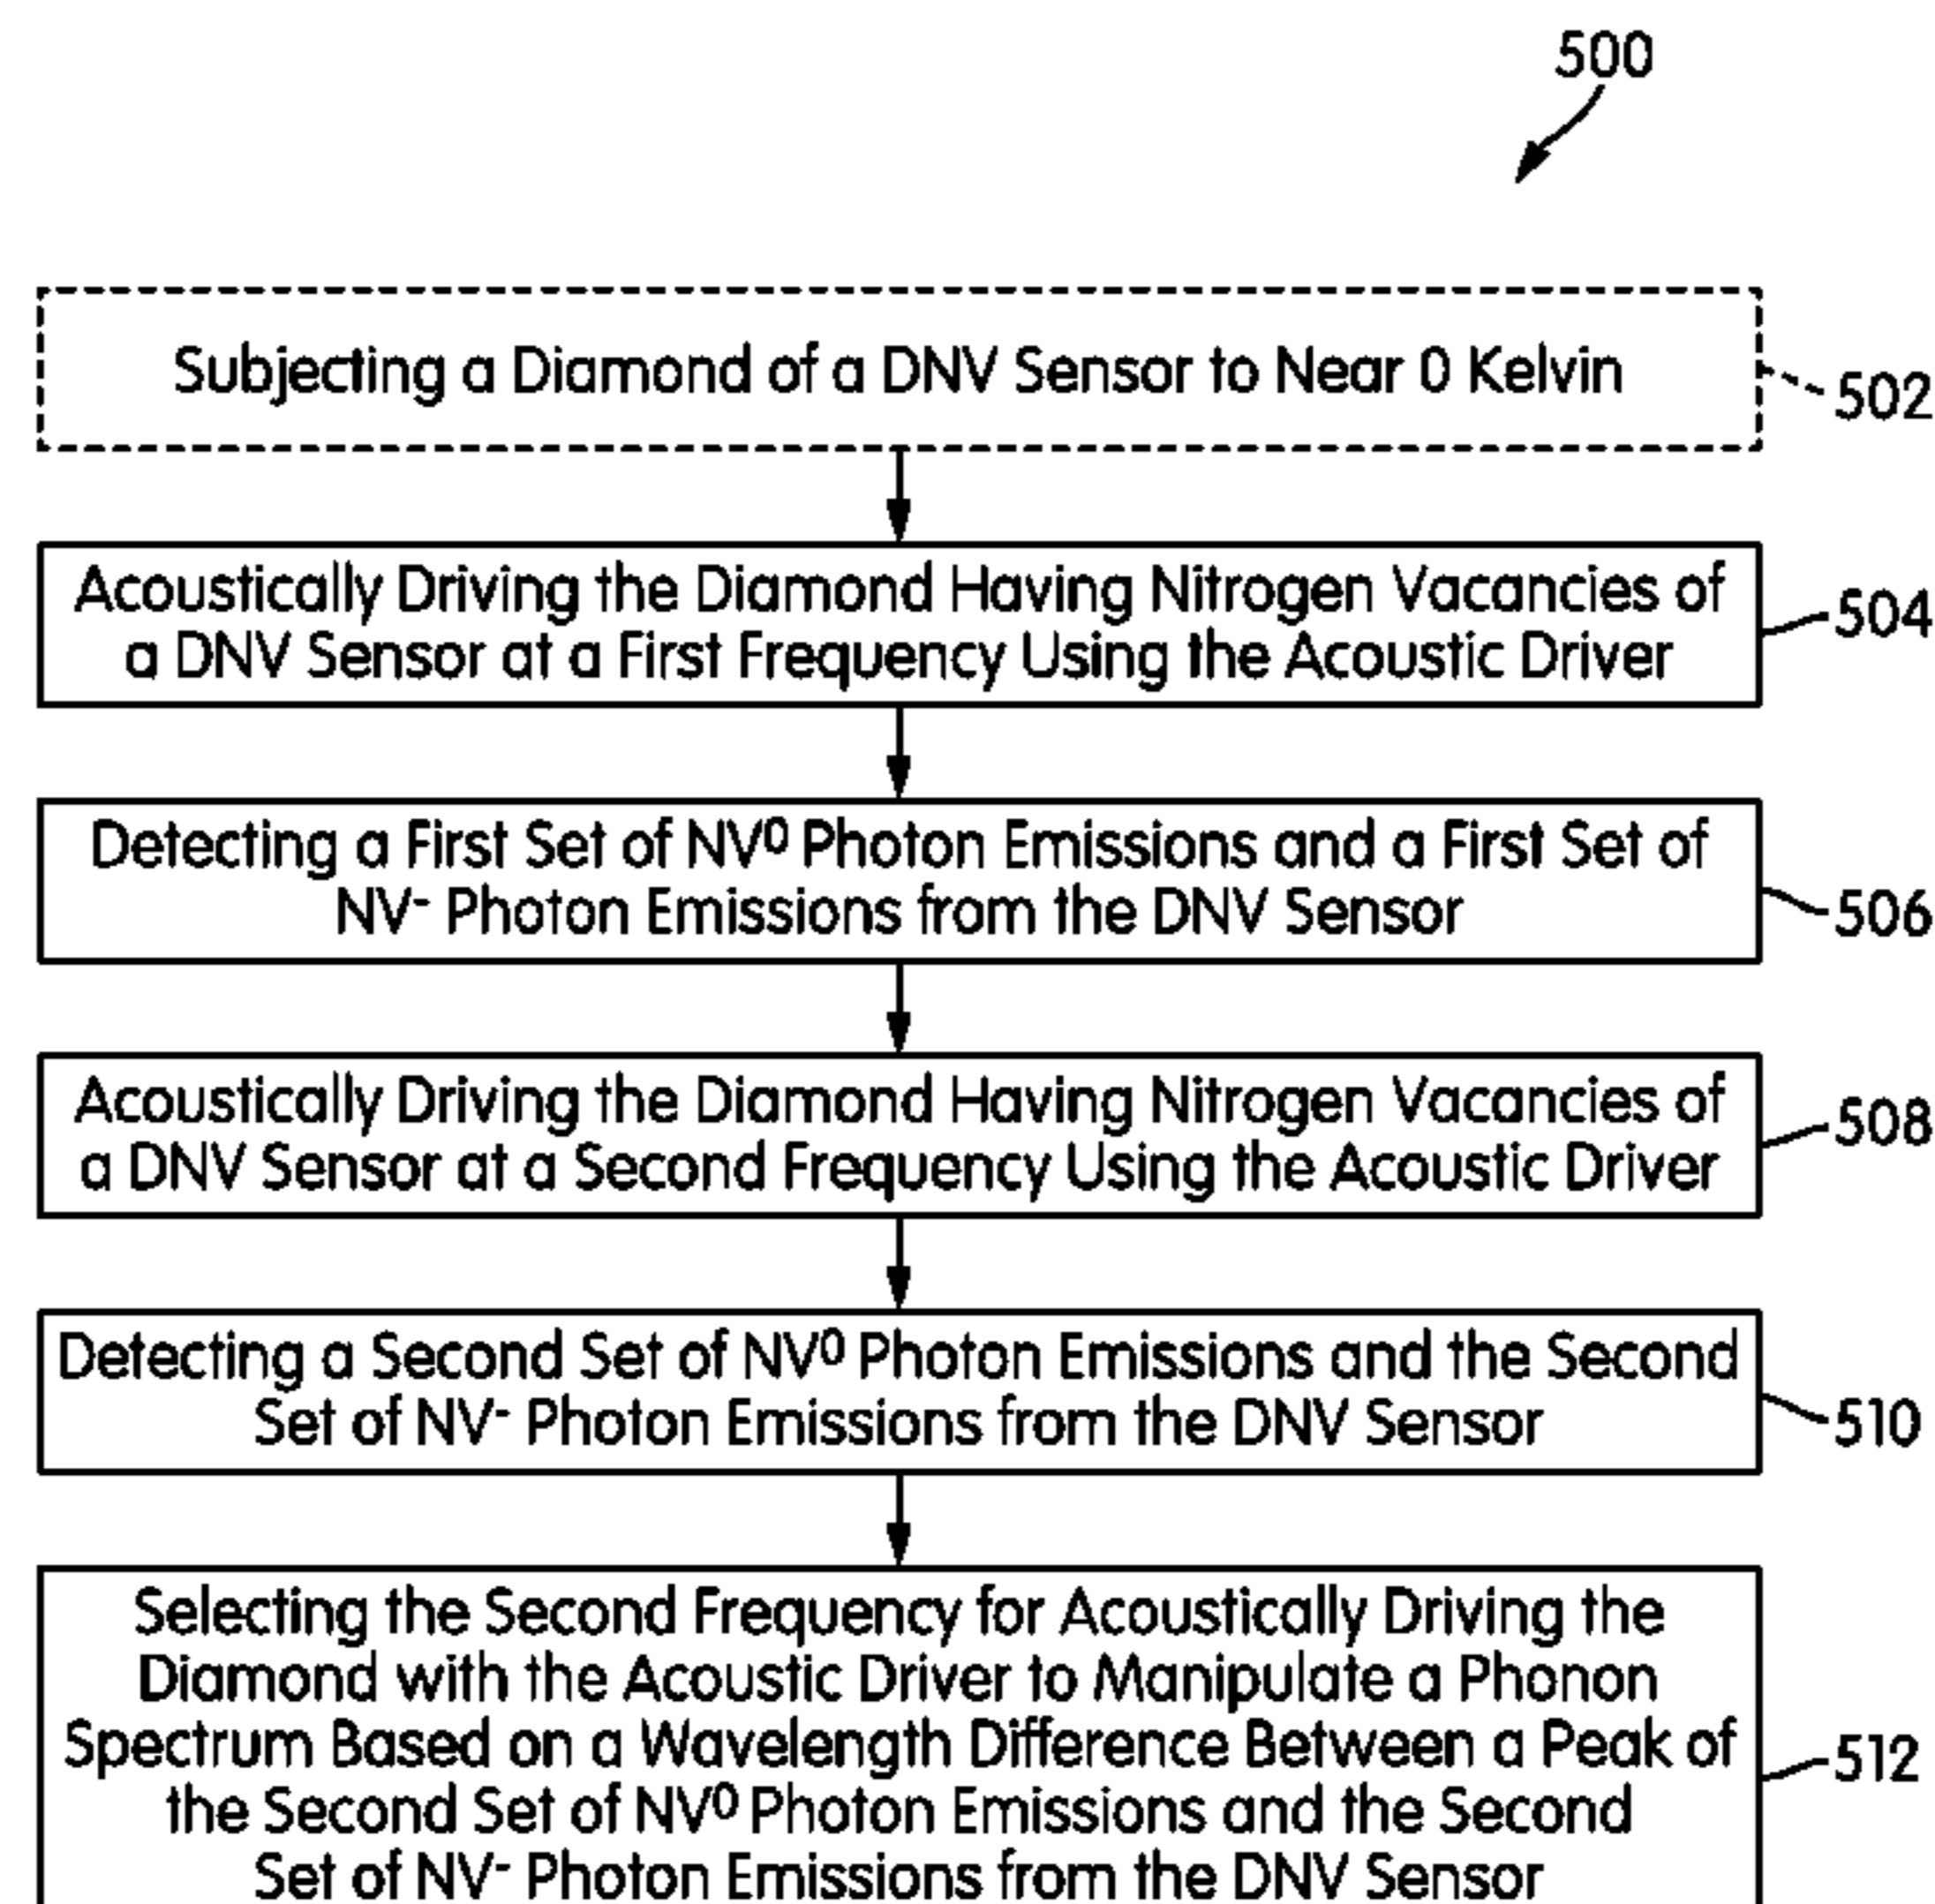 500
Subjecting a Diamond of a DNV Sensor to Near 0 Kelvin
502
Acoustically Driving the Diamond Having Nitrogen Vacancies of
a DNV Sensor at a First Frequency Using the Acoustic Driver
504
Detecting a First Set of NV⁰ Photon Emissions and a First Set of
NV⁻ Photon Emissions from the DNV Sensor
506
Acoustically Driving the Diamond Having Nitrogen Vacancies of
a DNV Sensor at a Second Frequency Using the Acoustic Driver
508
Detecting a Second Set of NV⁰ Photon Emissions and the Second
Set of NV⁻ Photon Emissions from the DNV Sensor
510
Selecting the Second Frequency for Acoustically Driving the
Diamond with the Acoustic Driver to Manipulate a Phonon
Spectrum Based on a Wavelength Difference Between a Peak of
the Second Set of NV⁰ Photon Emissions and the Second
Set of NV⁻ Photon Emissions from the DNV Sensor
512